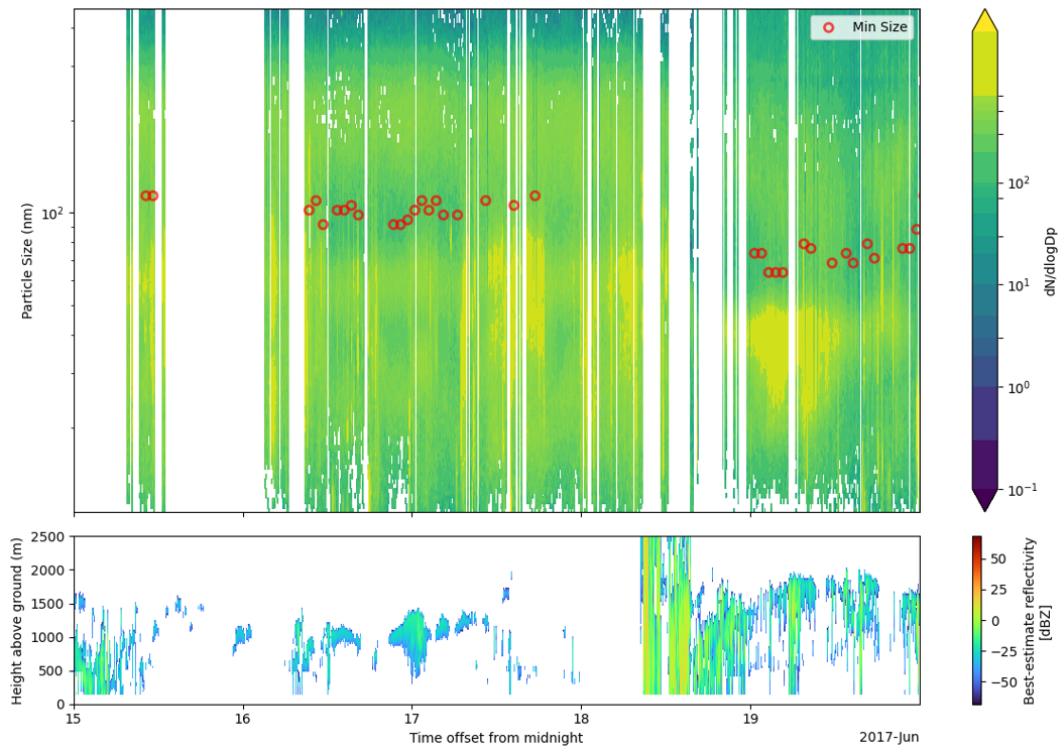 Min Size
Particle Size (nm)
10²
10²
10¹
10⁰
10⁻¹
dN/dlogDp
Height above ground (m)
2500
2000
1500
1000
500
0
15
16
17
18
19
Time offset from midnight
2017-Jun
50
25
0
−25
−50
Best-estimate reflectivity
[dBZ]